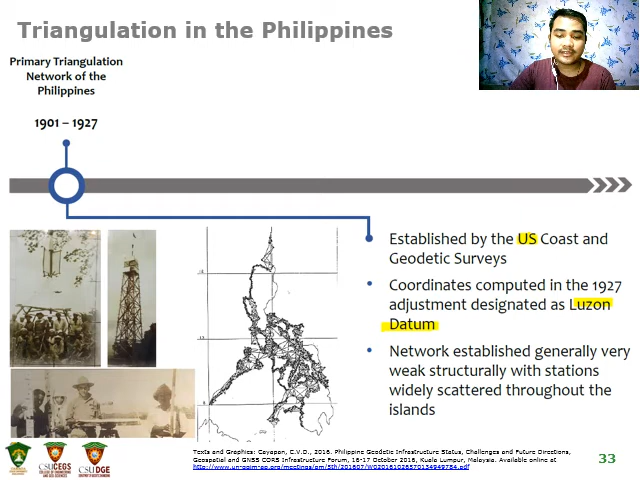 Triangulation in the Philippines
Primary Triangulation
Network of the
Philippines
1901 – 1927
• Established by the US Coast and
Geodetic Surveys
• Coordinates computed in the 1927
adjustment designated as Luzon
Datum
• Network established generally very
weak structurally with stations
widely scattered throughout the
islands
CSUCEGS
CSUDGE
Texts and Graphics: Cayapan, C.V.D., 2016. Philippine Geodetic Infrastructure Status, Challenges and Future Directions,
Geospatial and GNSS CORS Infrastructure Forum, 16-17 October 2016, Kuala Lumpur, Malaysia. Available online at
33